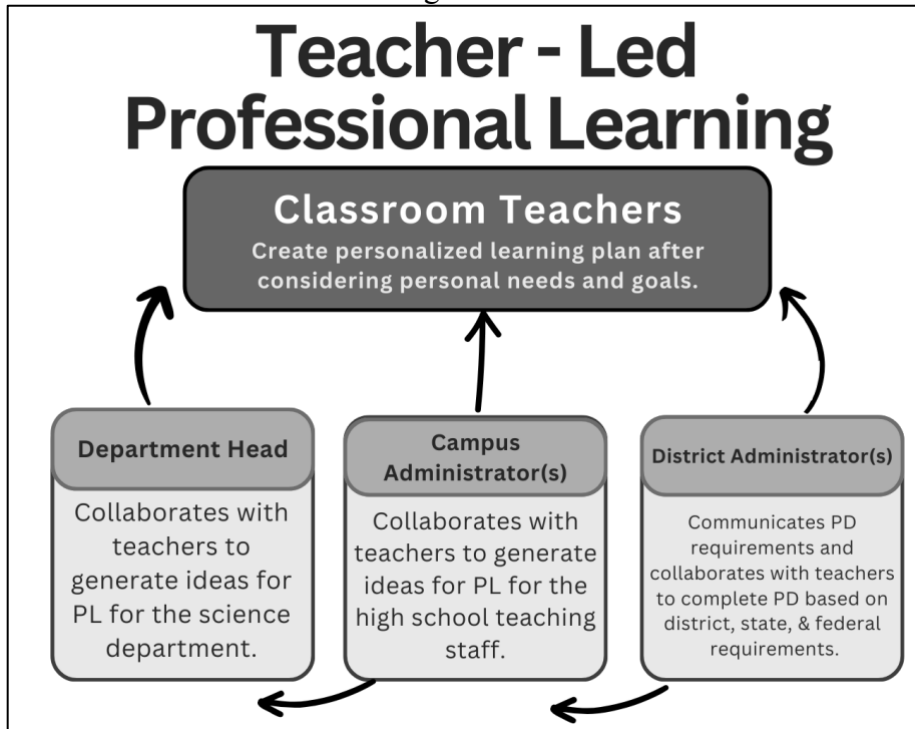 Teacher - Led
Professional Learning
Classroom Teachers
Create personalized learning plan after
considering personal needs and goals.
Department Head
Collaborates with
teachers to
generate ideas for
PL for the science
department.
Campus
Administrator(s)
Collaborates with
teachers to generate
ideas for PL for the
high school teaching
staff.
District Administrator(s)
Communicates PD
requirements and
collaborates with teachers
to complete PD based on
district, state, & federal
requirements.